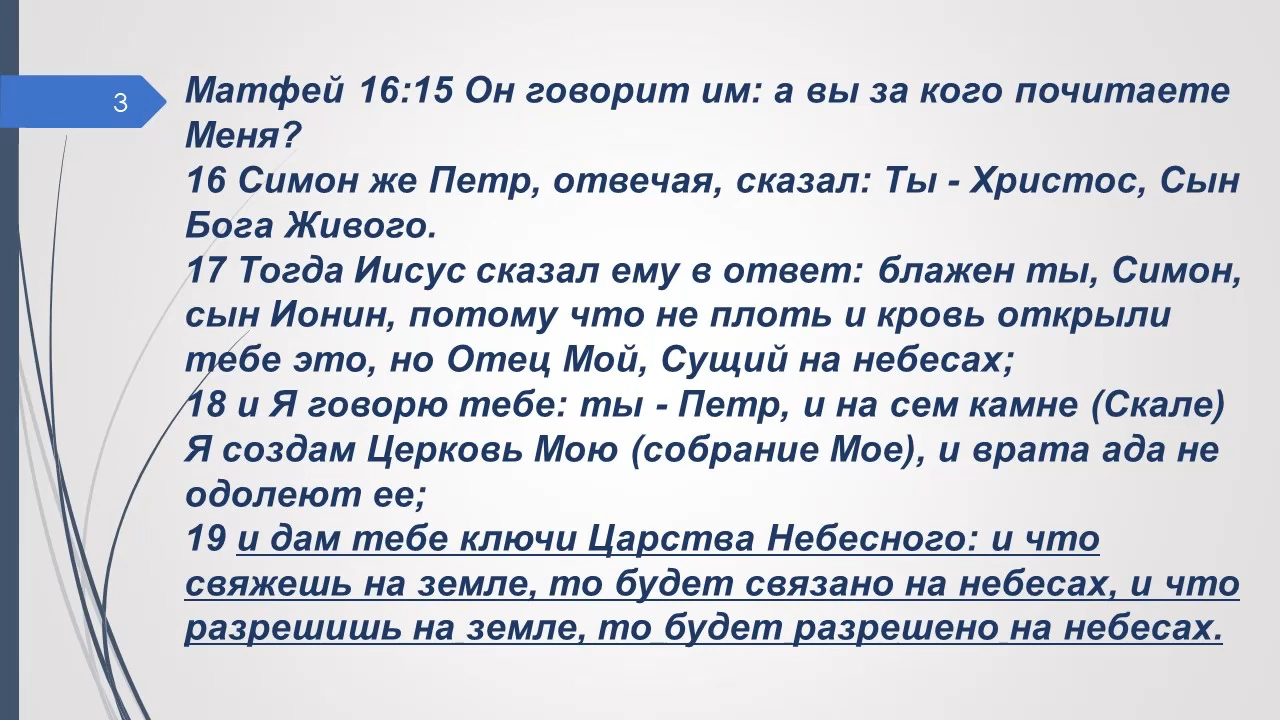 3
Матфей 16:15 Он говорит им: а вы за кого почитаете
Меня?
16 Симон же Петр, отвечая, сказал: Ты - Христос, Сын
Бога Живого.
17 Тогда Иисус сказал ему в ответ: блажен ты, Симон,
сын Ионин, потому что не плоть и кровь открыли
тебе это, но Отец Мой, Сущий на небесах;
18 и Я говорю тебе: ты - Петр, и на сем камне (Скале)
Я создам Церковь Мою (собрание Мое), и врата ада не
одолеют ее;
19 и дам тебе ключи Царства Небесного: и что
свяжешь на земле, то будет связано на небесах, и что
разрешишь на земле, то будет разрешено на небесах.